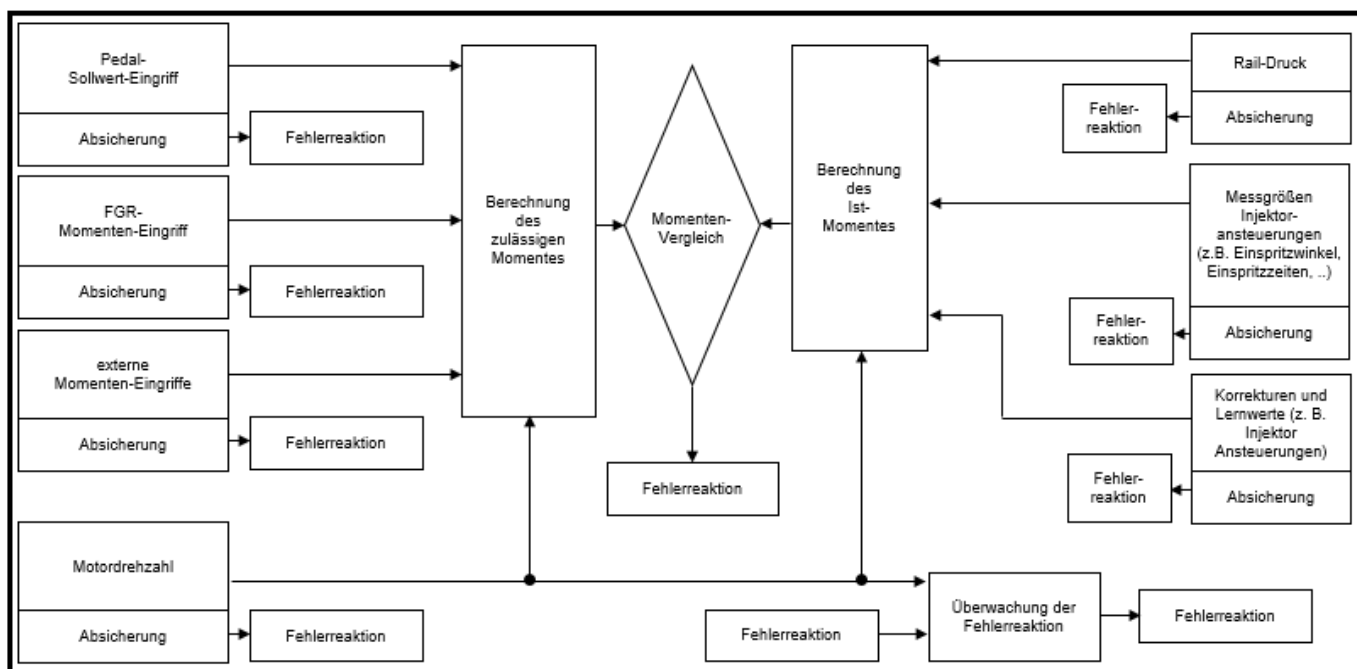 Pedal-
Sollwert-Eingriff
Absicherung
Fehlerreaktion
FGR-
Momenten-Eingriff
Absicherung
Fehlerreaktion
externe
Momenten-Eingriffe
Absicherung
Fehlerreaktion
Motordrehzahl
Absicherung
Fehlerreaktion
Berechnung
des
zulässigen
Momentes
Momenten-
Vergleich
Fehlerreaktion
Berechnung
des
Ist-
Momentes
Rail-Druck
Absicherung
Fehler-
reaktion
Messgrößen
Injektor-
ansteuerungen
(z.B. Einspritzwinkel,
Einspritzzeiten, ..)
Absicherung
Fehler-
reaktion
Korrekturen und
Lernwerte (z. B.
Injektor
Ansteuerungen)
Absicherung
Fehler-
reaktion
Fehlerreaktion
Überwachung der
Fehlerreaktion
Fehlerreaktion